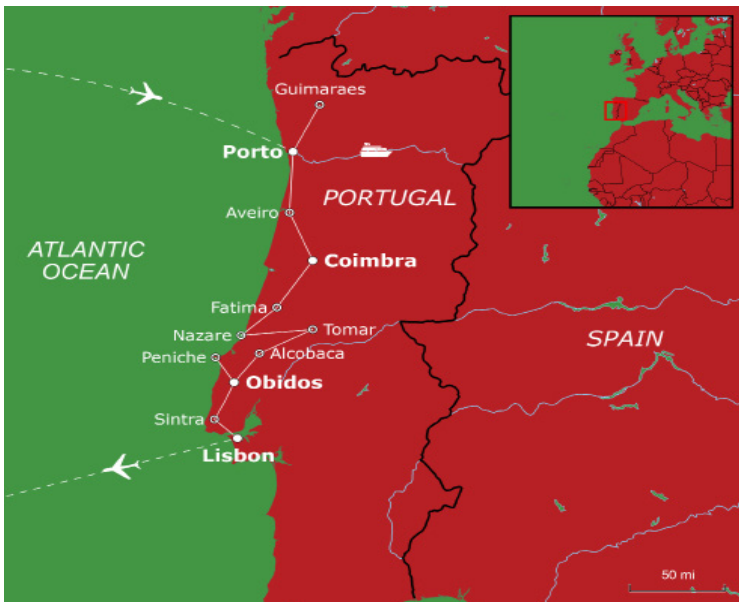 Guimaraes
Porto
PORTUGAL
Aveiro
ATLANTIC
OCEAN
Coimbra
Fatima
Nazare
Tomar
SPAIN
Peniche
Alcobaca
Obidos
Sintra
Lisbon
50 mi